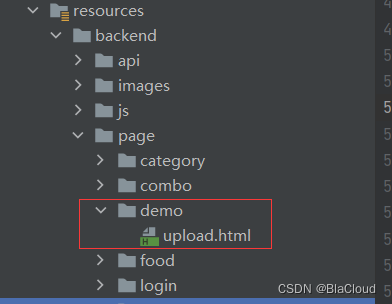 resources
backend
api
images
js
page
category
combo
demo
upload.html
food
login
CSDN @BlaCloud